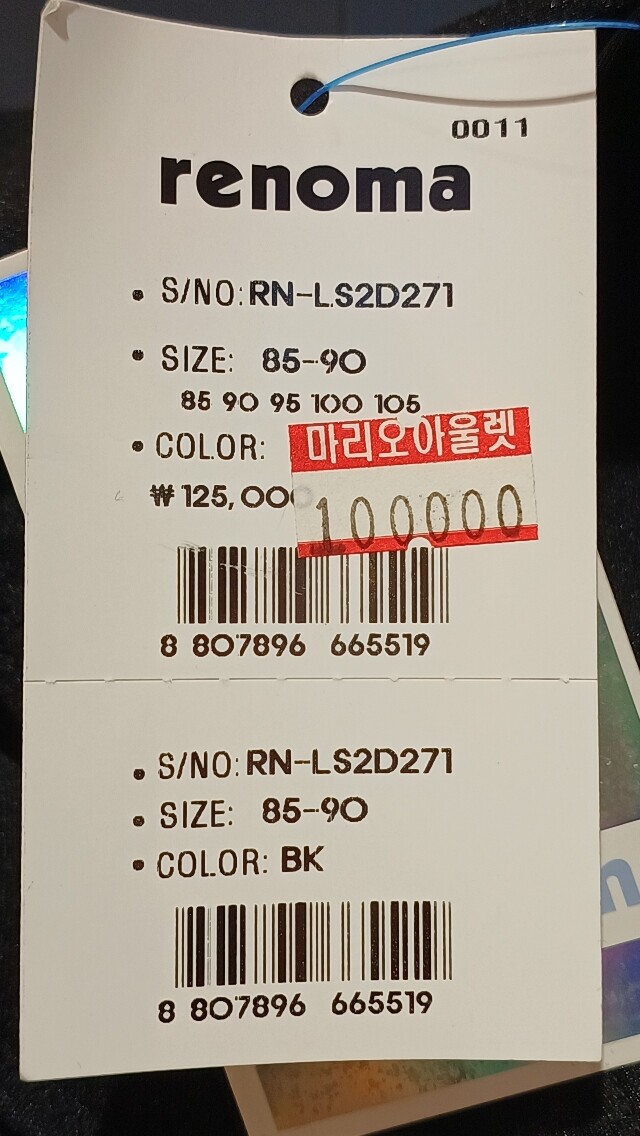 0011
renoma
• S/NO: RN-LS2D271
• SIZE: 85-90
85 90 95 100 105
• COLOR:
마리오아울렛
₩125,000
100000
8 807896 665519
• S/NO: RN-LS2D271
• SIZE: 85-90
• COLOR: BK
8 807896 665519